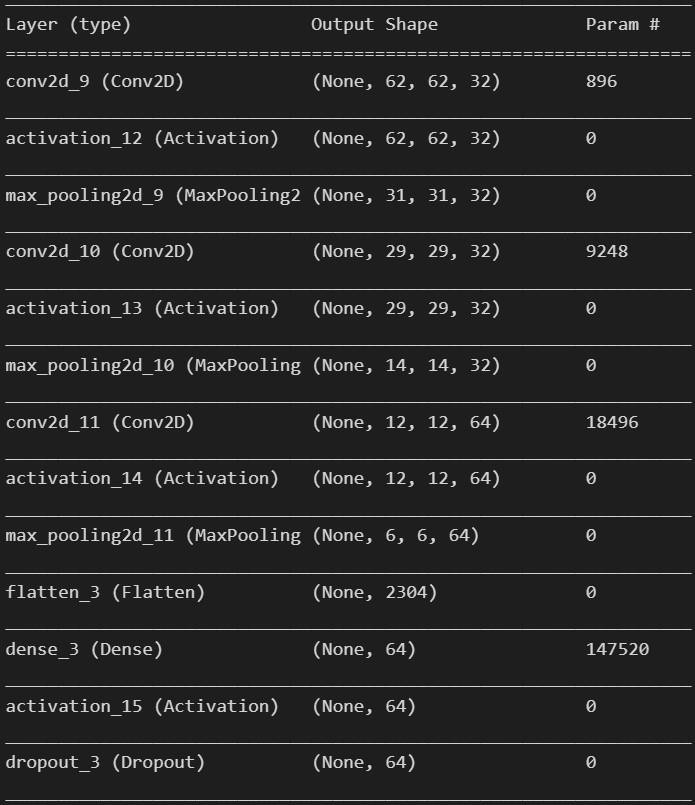 Layer (type) Output Shape Param #
=================================================================
conv2d_9 (Conv2D) (None, 62, 62, 32) 896
activation_12 (Activation) (None, 62, 62, 32) 0
max_pooling2d_9 (MaxPooling2 (None, 31, 31, 32) 0
conv2d_10 (Conv2D) (None, 29, 29, 32) 9248
activation_13 (Activation) (None, 29, 29, 32) 0
max_pooling2d_10 (MaxPooling (None, 14, 14, 32) 0
conv2d_11 (Conv2D) (None, 12, 12, 64) 18496
activation_14 (Activation) (None, 12, 12, 64) 0
max_pooling2d_11 (MaxPooling (None, 6, 6, 64) 0
flatten_3 (Flatten) (None, 2304) 0
dense_3 (Dense) (None, 64) 147520
activation_15 (Activation) (None, 64) 0
dropout_3 (Dropout) (None, 64) 0